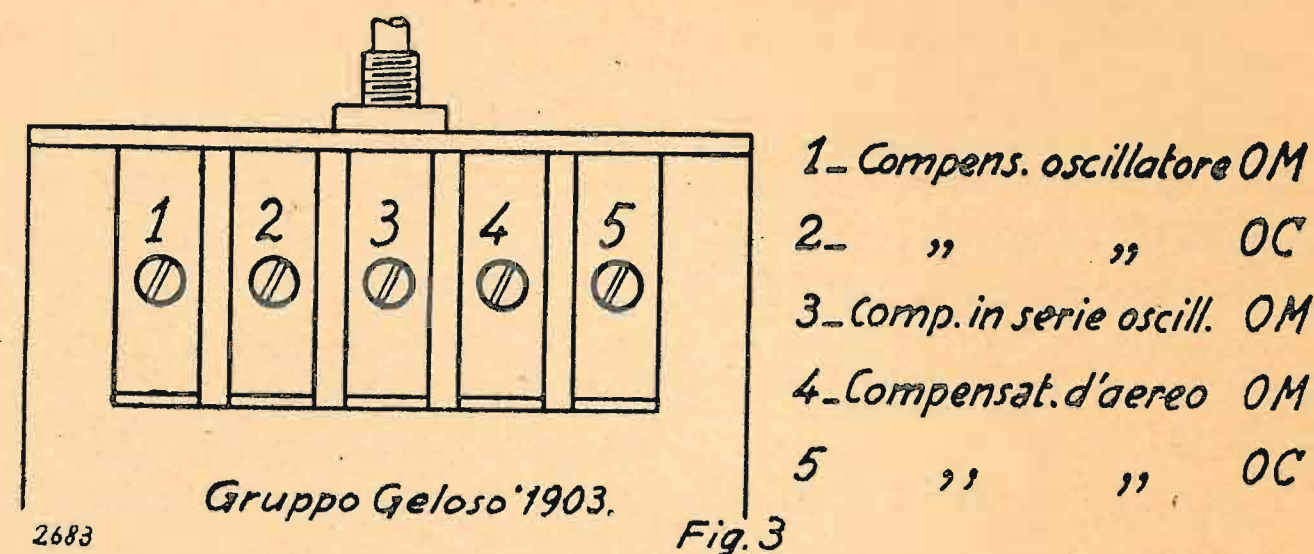 1 2 3 4 5
1_ Compens. oscillatore OM
2_ „ „ OC
3_ Comp. in serie oscill. OM
4_ Compensat. d'aereo OM
5 „ „ OC
Gruppo Geloso 1903.
2683
Fig. 3